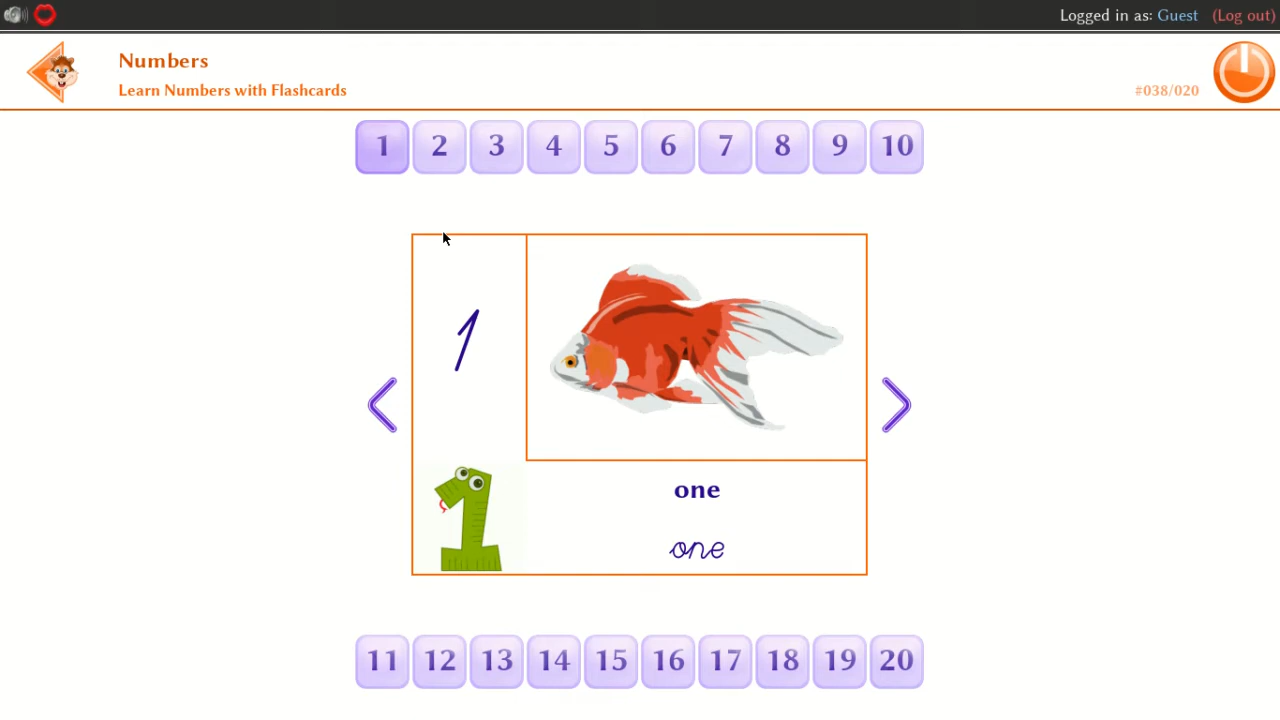 Logged in as: Guest (Log out)
Numbers
Learn Numbers with Flashcards
#038/020
1 2 3 4 5 6 7 8 9 10
1
1
one
one
11 12 13 14 15 16 17 18 19 20